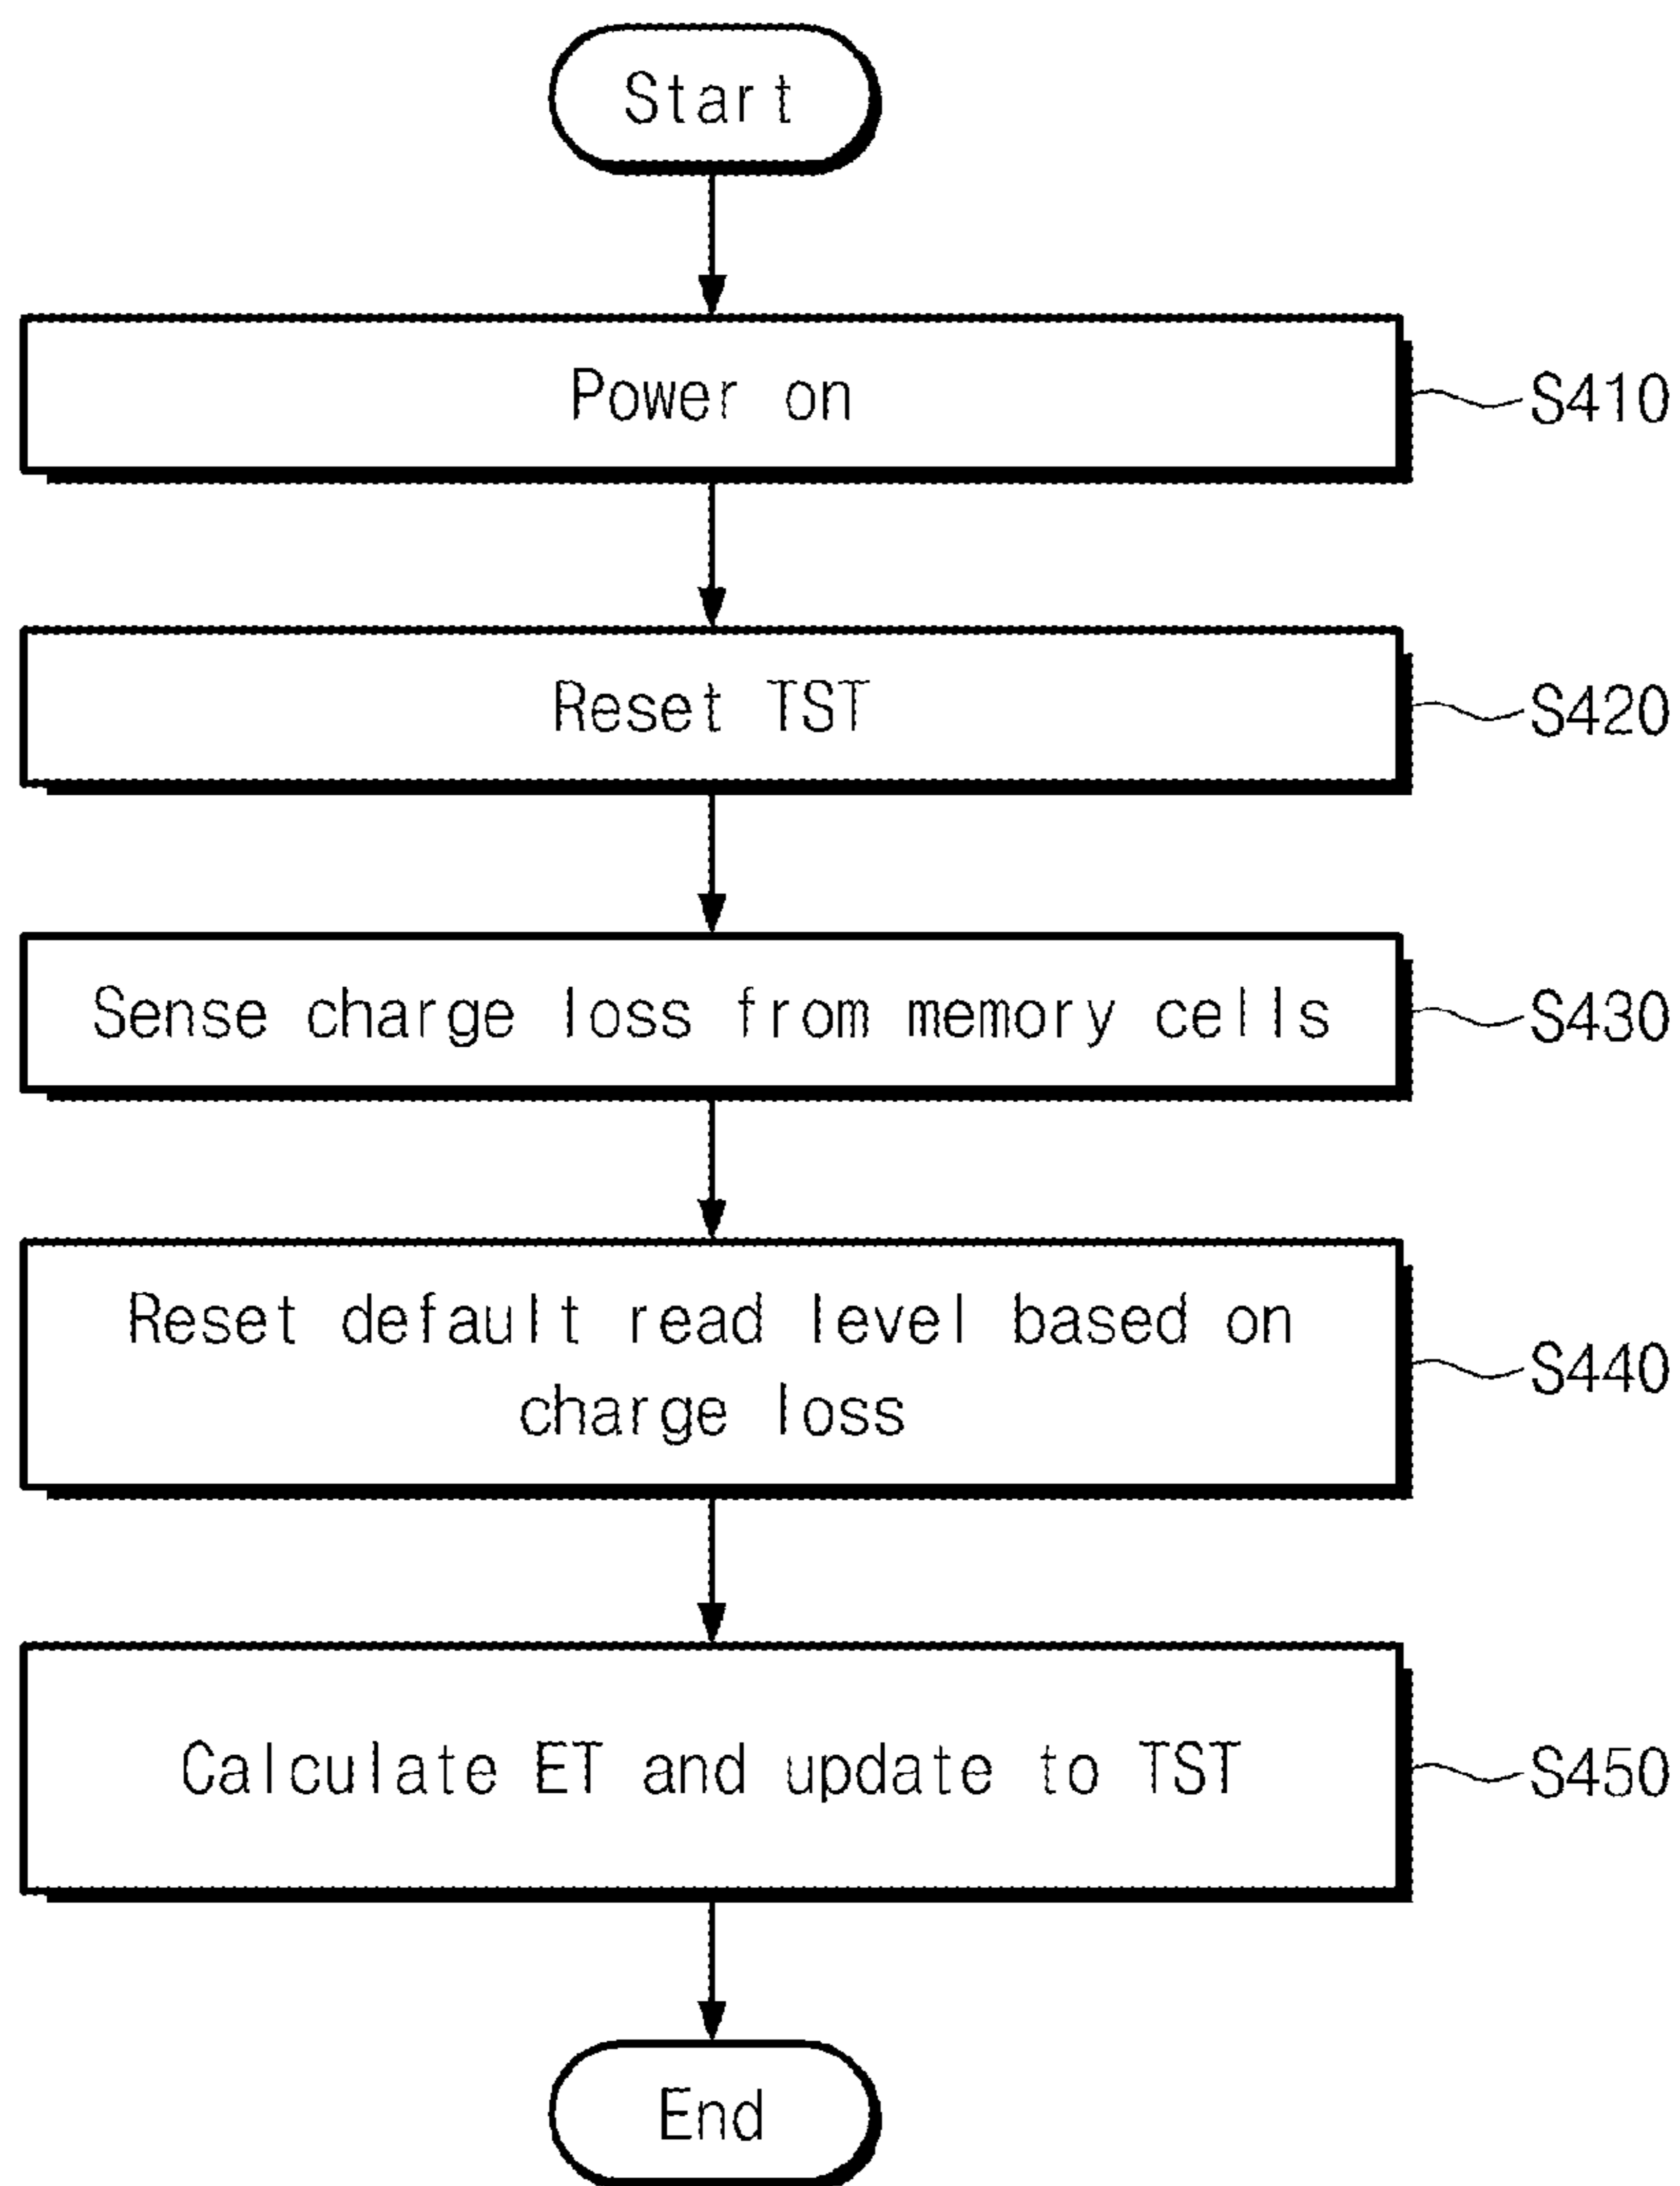 Start
Power on
S410
Reset TST
S420
Sense charge loss from memory cells
S430
Reset default read level based on
charge loss
S440
Calculate ET and update to TST
S450
End